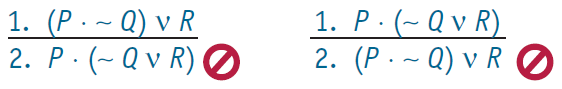 1. (P · ~ Q) v R
2. P · (~ Q v R)
1. P · (~ Q v R)
2. (P · ~ Q) v R